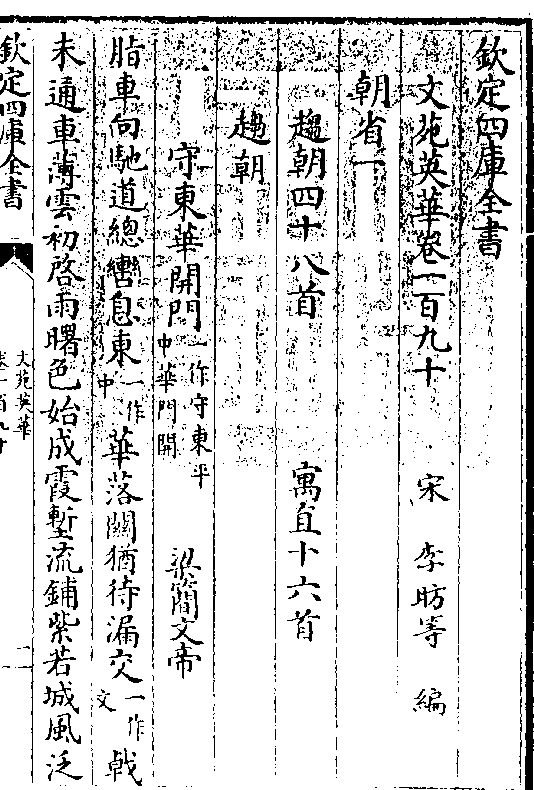 欽定四庫全書
文苑英華卷一百九十
宋 李昉等 編
朝省一
趨朝四十八首 寓直十六首
趨朝
守東華開門一作守東平中華門開 梁簡文帝
脂車向馳道總轡息東一作中華落關猶待漏交一作文戟
未通車薄雲初啓雨曙色始成霞塹流鋪紫若城風泛
欽定四庫全書
文苑英華
卷一百九十
一